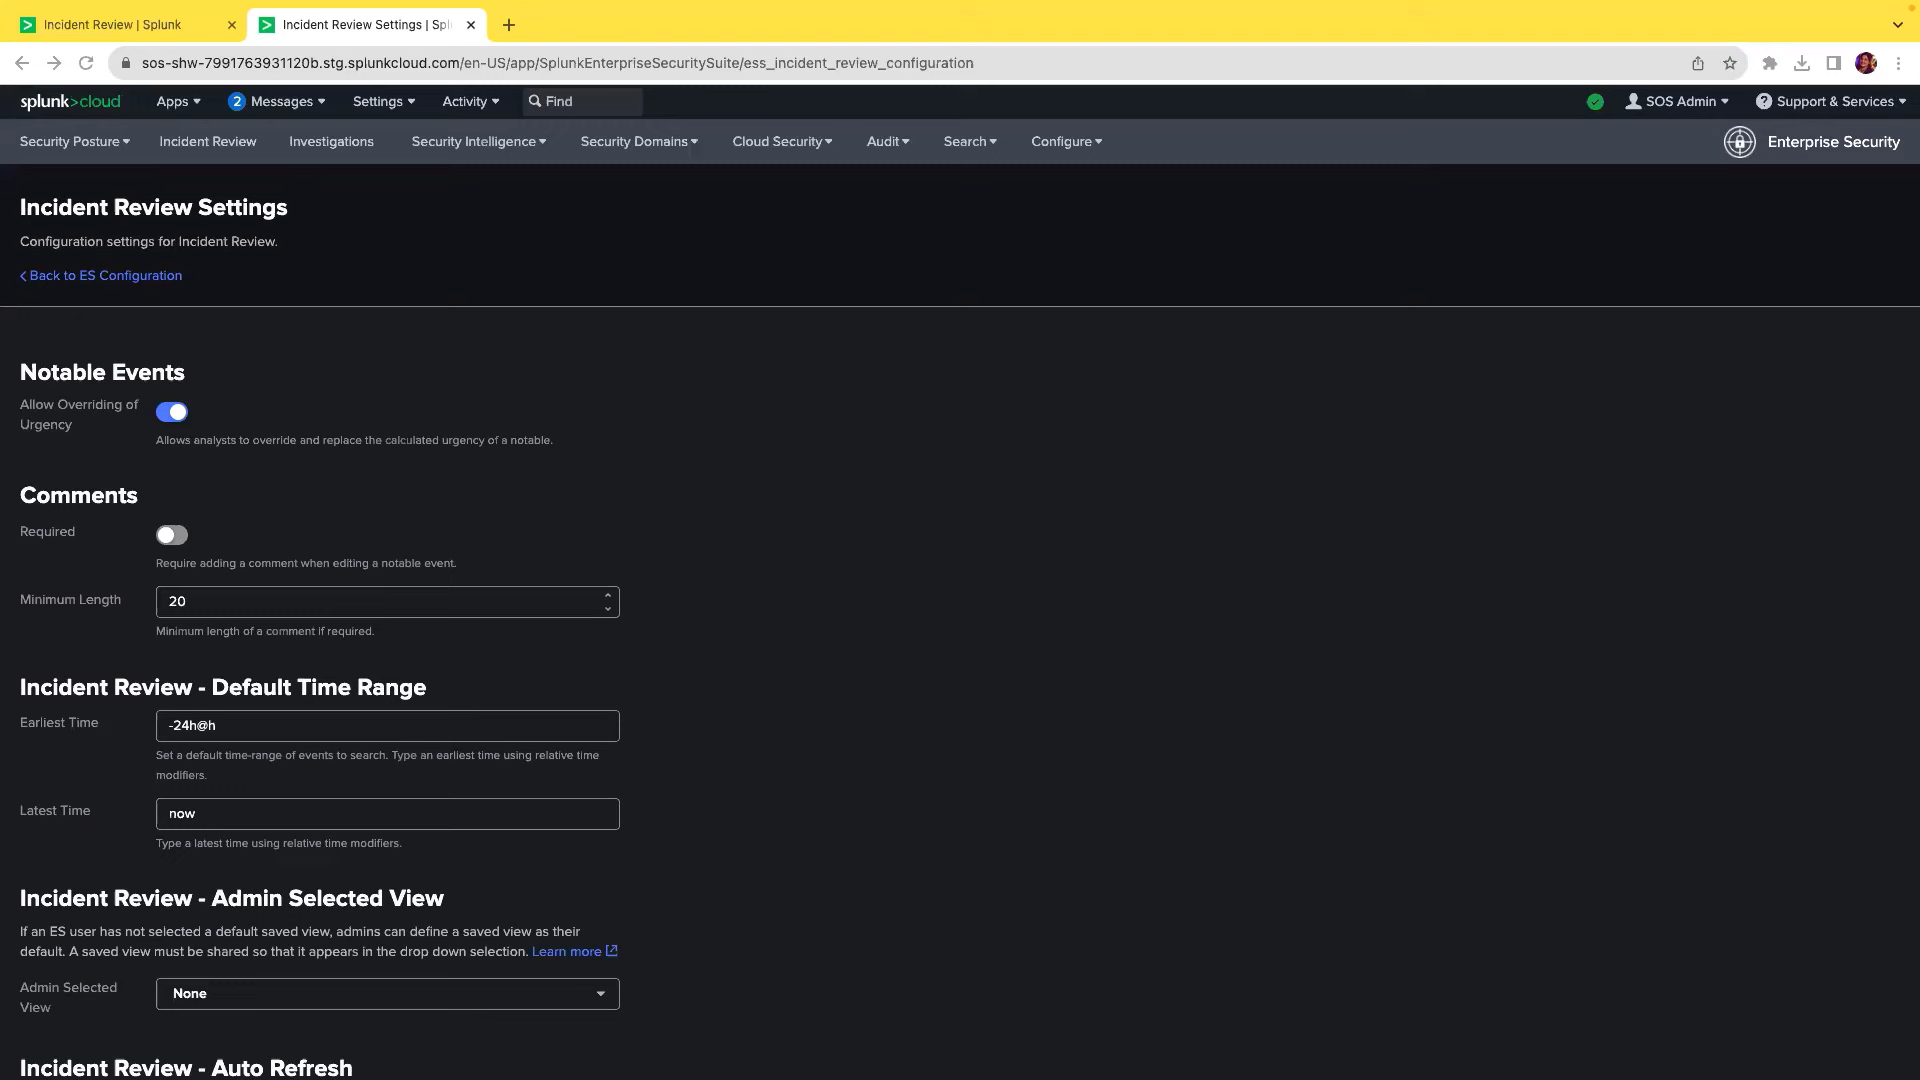 Incident Review | Splunk
Incident Review Settings | Spl
sos-shw-7991763931120b.stg.splunkcloud.com/en-US/app/SplunkEnterpriseSecuritySuite/ess_incident_review_configuration
splunk>cloud Apps 2 Messages Settings Activity Find SOS Admin Support & Services
Security Posture Incident Review Investigations Security Intelligence Security Domains Cloud Security Audit Search Configure Enterprise Security
Incident Review Settings
Configuration settings for Incident Review.
Back to ES Configuration
Notable Events
Allow Overriding of
Urgency
Allows analysts to override and replace the calculated urgency of a notable.
Comments
Required
Require adding a comment when editing a notable event.
Minimum Length 20
Minimum length of a comment if required.
Incident Review - Default Time Range
Earliest Time -24h@h
Set a default time-range of events to search. Type an earliest time using relative time
modifiers.
Latest Time now
Type a latest time using relative time modifiers.
Incident Review - Admin Selected View
If an ES user has not selected a default saved view, admins can define a saved view as their
default. A saved view must be shared so that it appears in the drop down selection. Learn more
Admin Selected
View
None
Incident Review - Auto Refresh